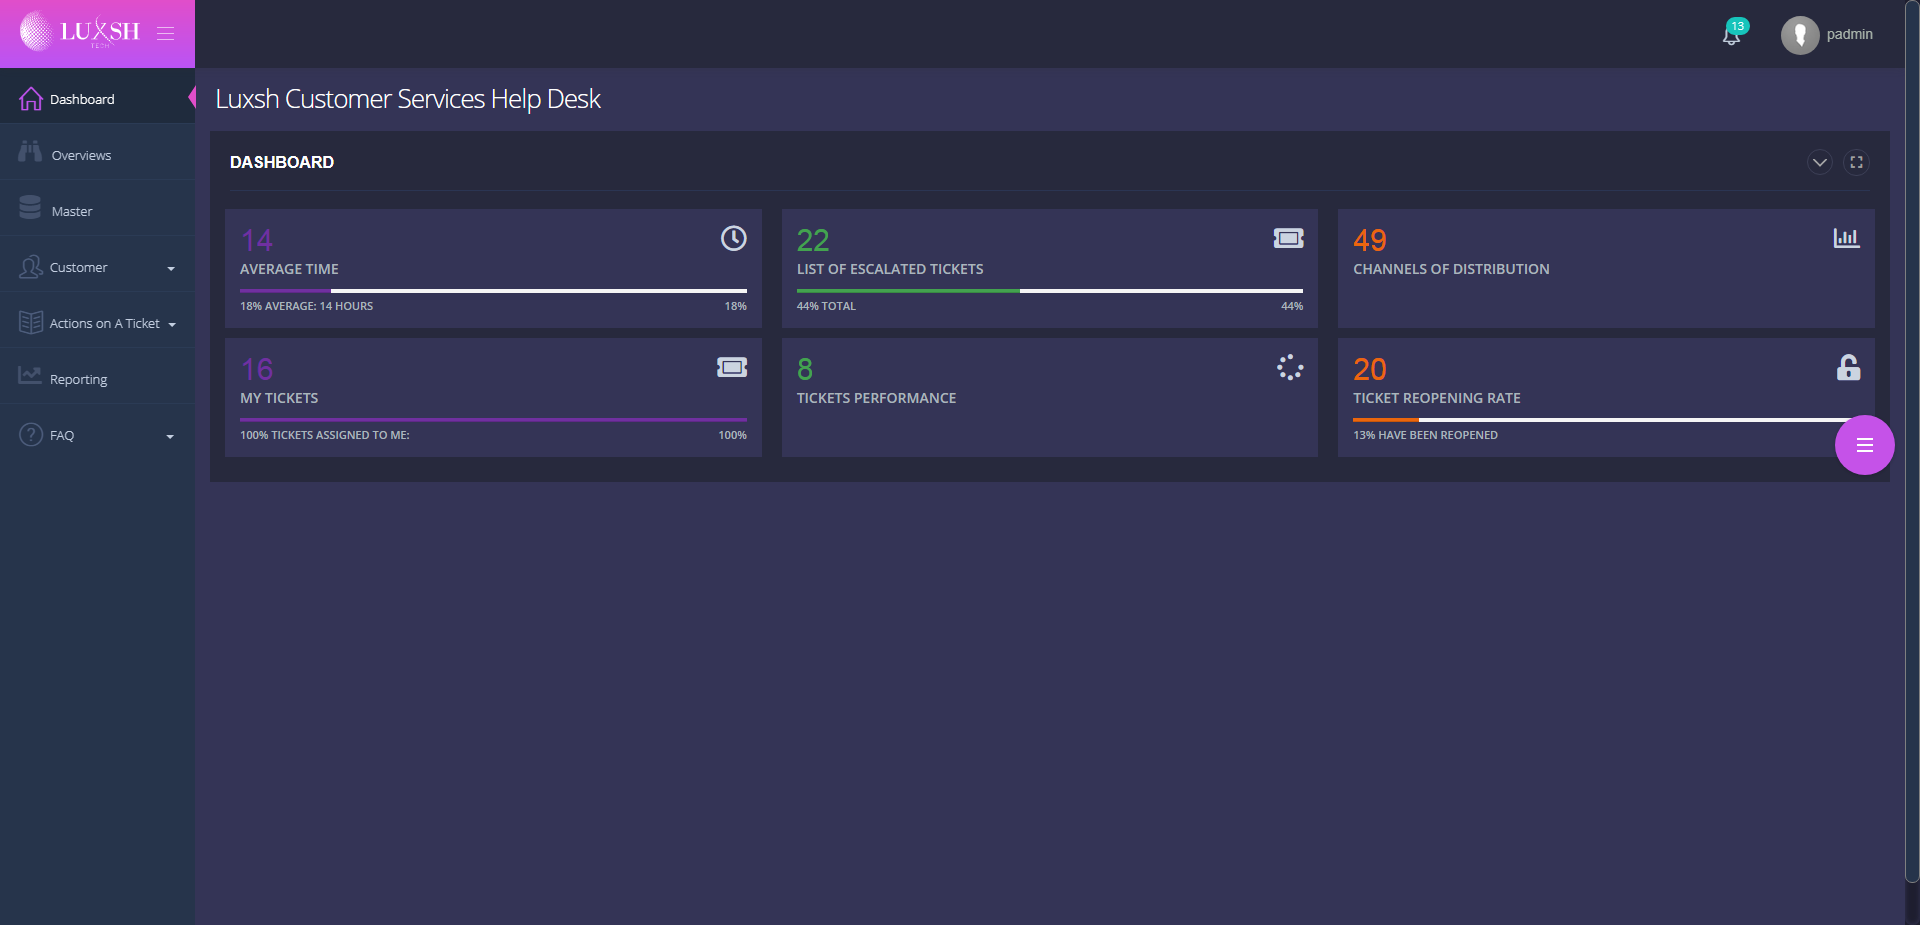 LUXSH
TECH
13
padmin
Dashboard
Overviews
Master
Customer
Actions on A Ticket
Reporting
FAQ
Luxsh Customer Services Help Desk
DASHBOARD
14
AVERAGE TIME
18% AVERAGE: 14 HOURS
18%
22
LIST OF ESCALATED TICKETS
44% TOTAL
44%
49
CHANNELS OF DISTRIBUTION
16
MY TICKETS
100% TICKETS ASSIGNED TO ME:
100%
8
TICKETS PERFORMANCE
20
TICKET REOPENING RATE
13% HAVE BEEN REOPENED